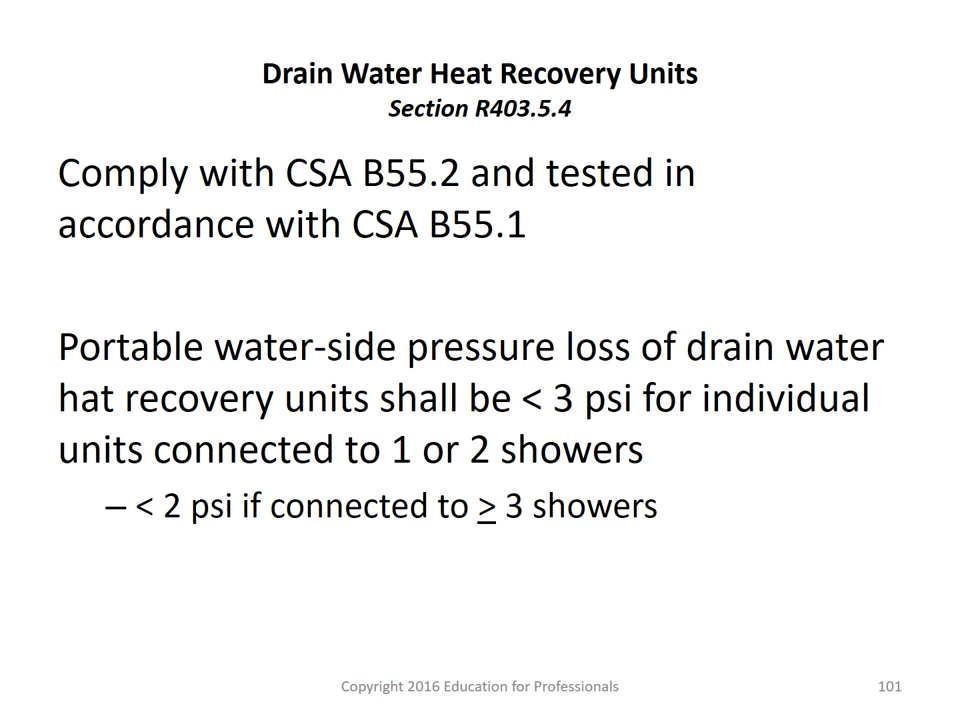 Drain Water Heat Recovery Units
Section R403.5.4
Comply with CSA B55.2 and tested in
accordance with CSA B55.1
Portable water-side pressure loss of drain water
hat recovery units shall be < 3 psi for individual
units connected to 1 or 2 showers
– < 2 psi if connected to ≥ 3 showers
Copyright 2016 Education for Professionals
101